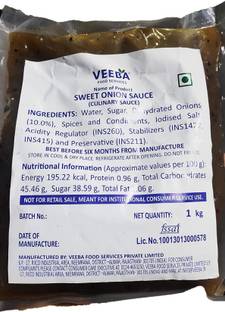 VEEBA
FOOD SERVICES
Name of Product
SWEET ONION SAUCE
(CULINARY SAUCE)
INGREDIENTS: Water, Sugar, Dehydrated Onions
(10.0%), Spices and Condiments, Iodised Salt
Acidity Regulator (INS260), Stabilizers (INS1422,
INS415) and Preservative (INS211).
BEST BEFORE SIX MONTHS FROM MANUFACTURE
STORE IN COOL & DRY PLACE. REFRIGERATE AFTER OPENING. DO NOT FREEZE.
Nutritional Information (Approximate values per 100 g):
Energy 195.22 kcal, Protein 0.96 g, Total Carbohydrates
45.46 g, Sugar 38.59 g, Total Fat .06 g.
NOT FOR RETAIL SALE, MEANT FOR INSTITUTIONAL CONSUMER SERVICE USE.
BATCH No.:
NET QUANTITY: 1 kg
DATE OF
MANUFACTURE:
fssai
Lic.No.10013013000578
MANUFACTURED BY: VEEBA FOOD SERVICES PRIVATE LIMITED